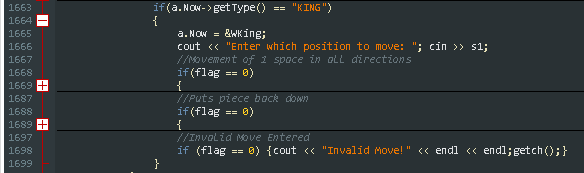 1663 if(a.Now->getType() == "KING")
1664 {
1665 a.Now = &WKing;
1666 cout << "Enter which position to move: "; cin >> s1;
1667 //Movement of 1 space in all directions
1668 if(flag == 0)
1669 {
1687 //Puts piece back down
1688 if(flag == 0)
1689 {
1697 //Invalid Move Entered
1698 if (flag == 0) {cout << "Invalid Move!" << endl << endl;getch();}
1699 }